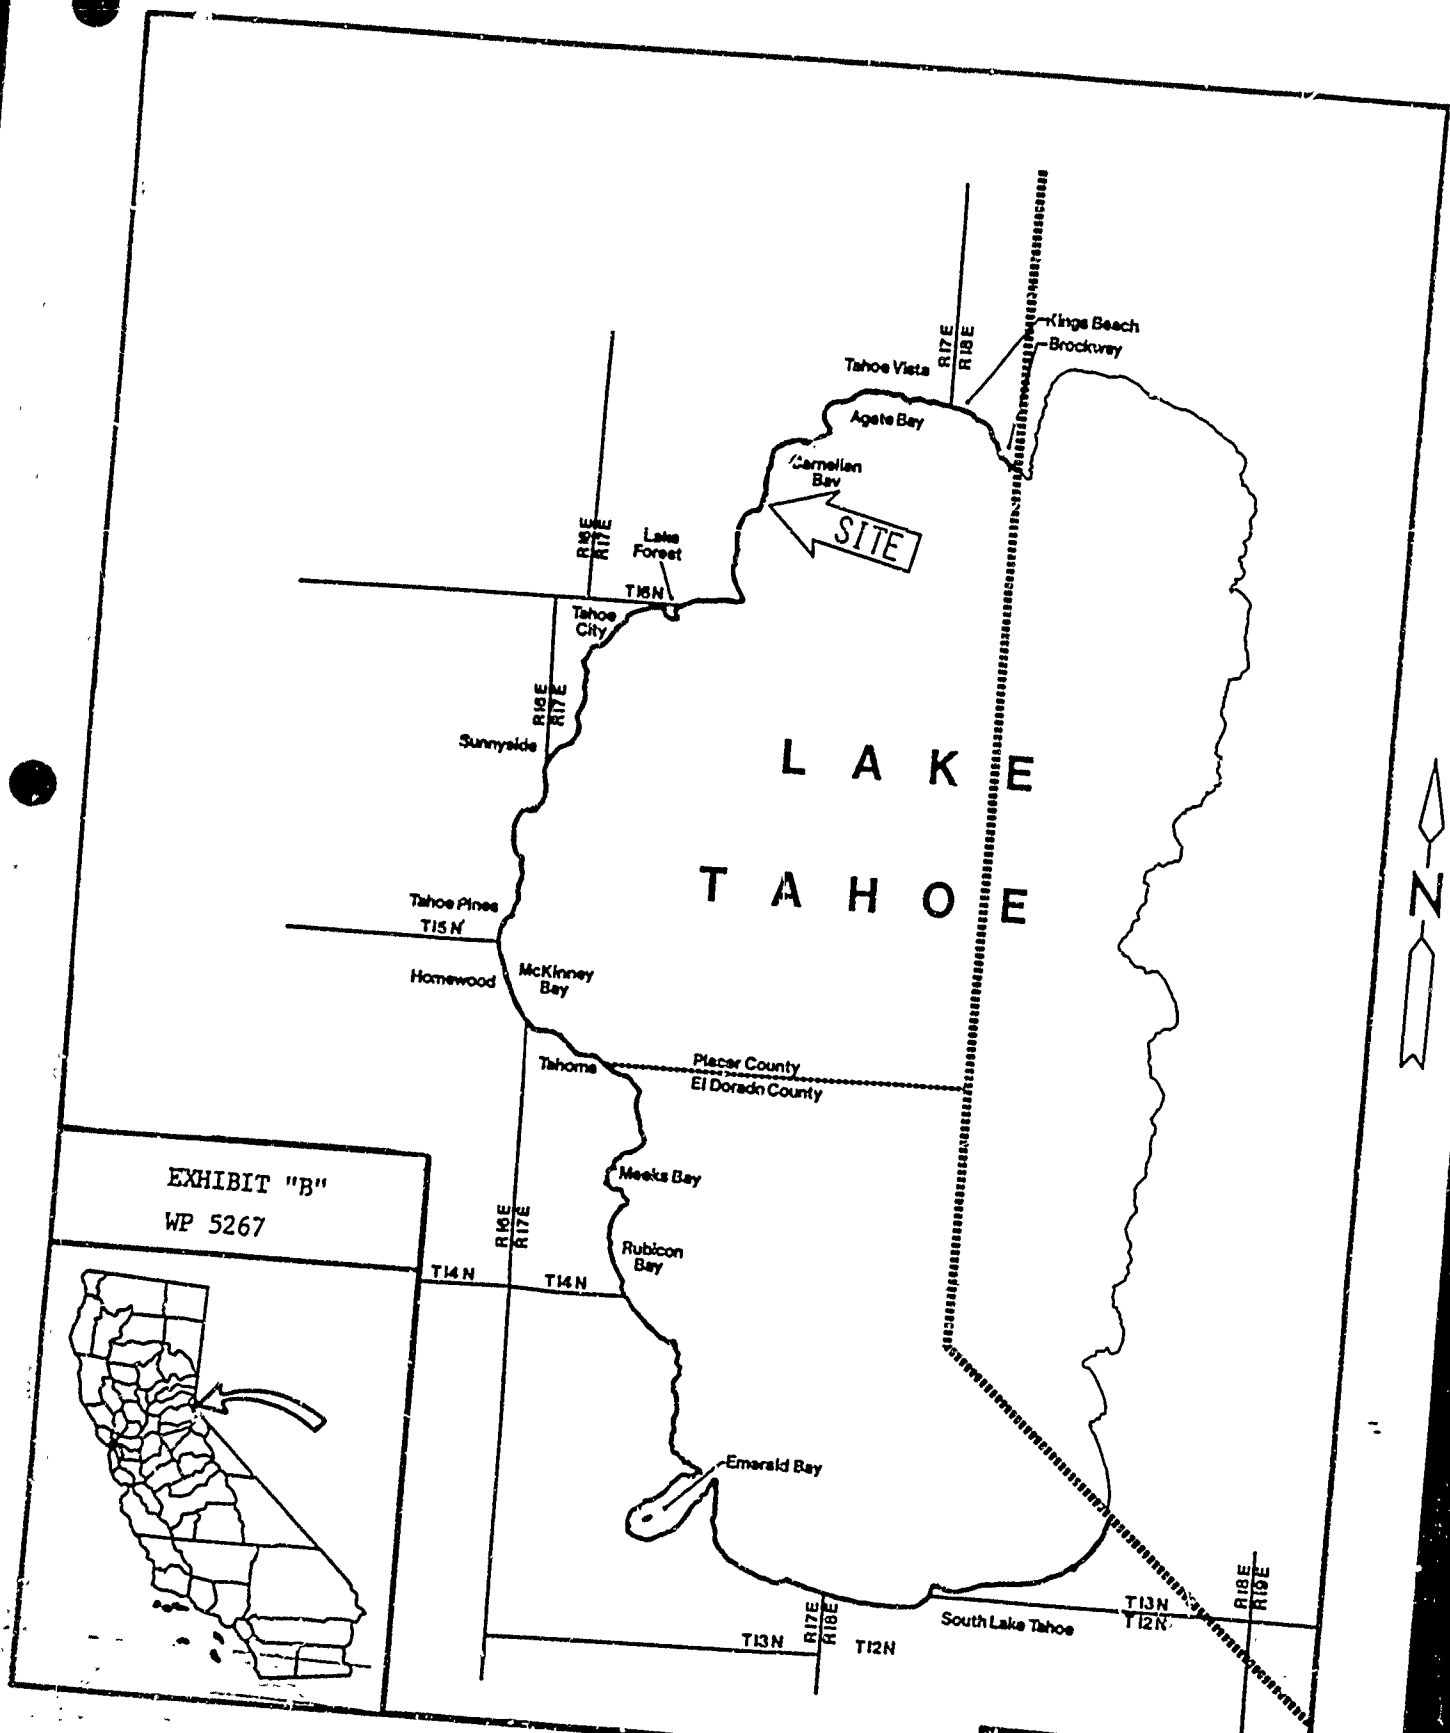 R17E
R18E
Kings Beach
Brockway
Tahoe Vista
Agate Bay
Carnelian
Bay
SITE
R16E
R17E
Lake
Forest
T16N
Tahoe
City
R16E
R17E
Sunnyside
LAKE
TAHOE
N
Tahoe Pines
T15N
Homewood
McKinney
Bay
Tahoma
Placer County
El Dorado County
Meeks Bay
R16E
R17E
Rubicon
Bay
T14N
T14N
EXHIBIT "B"
WP 5267
Emerald Bay
R18E
R19E
T13N
T12N
South Lake Tahoe
R17E
R18E
T13N
T12N